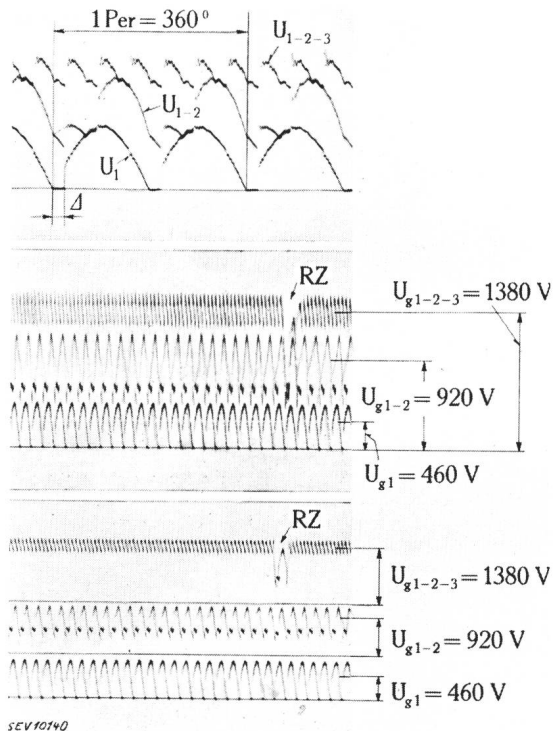 1 Per = 360°
U1-2-3
U1-2
U1
Δ
RZ
Ug1-2-3 = 1380 V
Ug1-2 = 920 V
Ug1 = 460 V
RZ
Ug1-2-3 = 1380 V
Ug1-2 = 920 V
Ug1 = 460 V
SEV10140